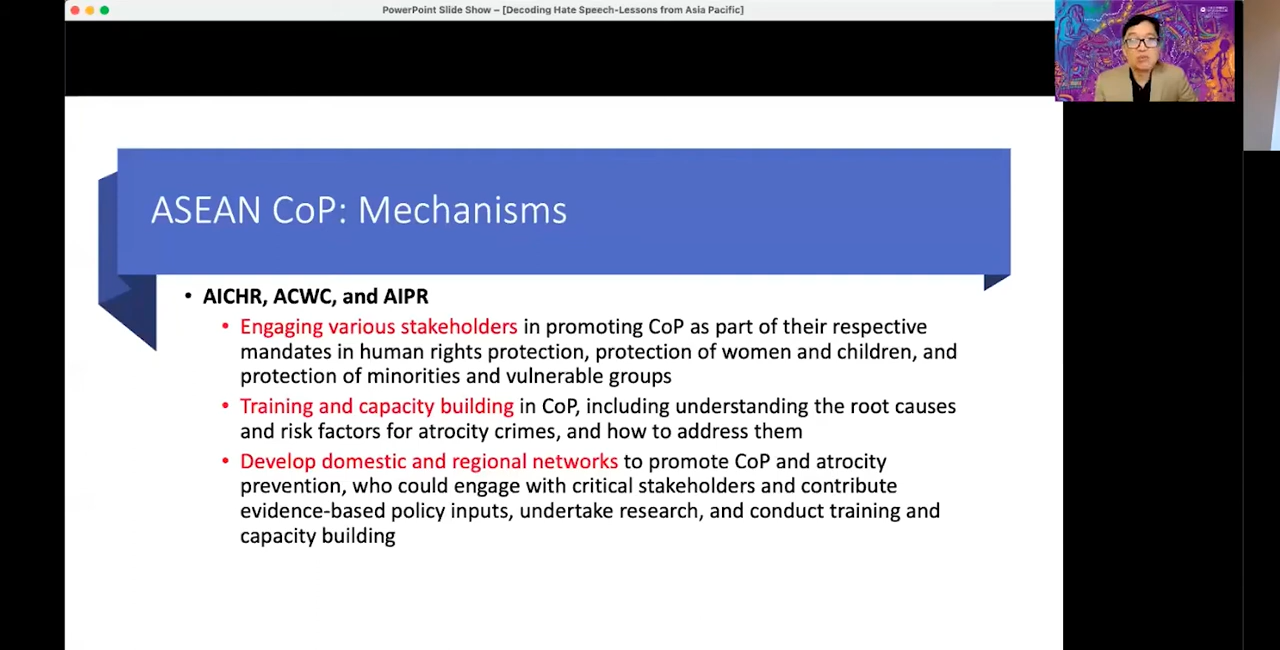 PowerPoint Slide Show – [Decoding Hate Speech-Lessons from Asia Pacific]
ASEAN CoP: Mechanisms
• AICHR, ACWC, and AIPR
• Engaging various stakeholders in promoting CoP as part of their respective
mandates in human rights protection, protection of women and children, and
protection of minorities and vulnerable groups
• Training and capacity building in CoP, including understanding the root causes
and risk factors for atrocity crimes, and how to address them
• Develop domestic and regional networks to promote CoP and atrocity
prevention, who could engage with critical stakeholders and contribute
evidence-based policy inputs, undertake research, and conduct training and
capacity building